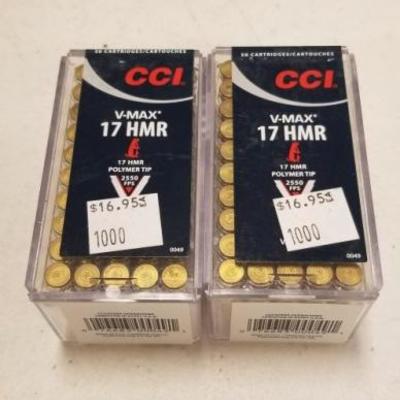 50 CARTRIDGES/CARTOUCHES
CCI
V-MAX®
17 HMR
17 HMR
POLYMER TIP
2550
FPS
$16.95
1000
0049
50 CARTRIDGES/CARTOUCHES
CCI
V-MAX®
17 HMR
17 HMR
POLYMER TIP
2550
FPS
$16.95
1000
0049